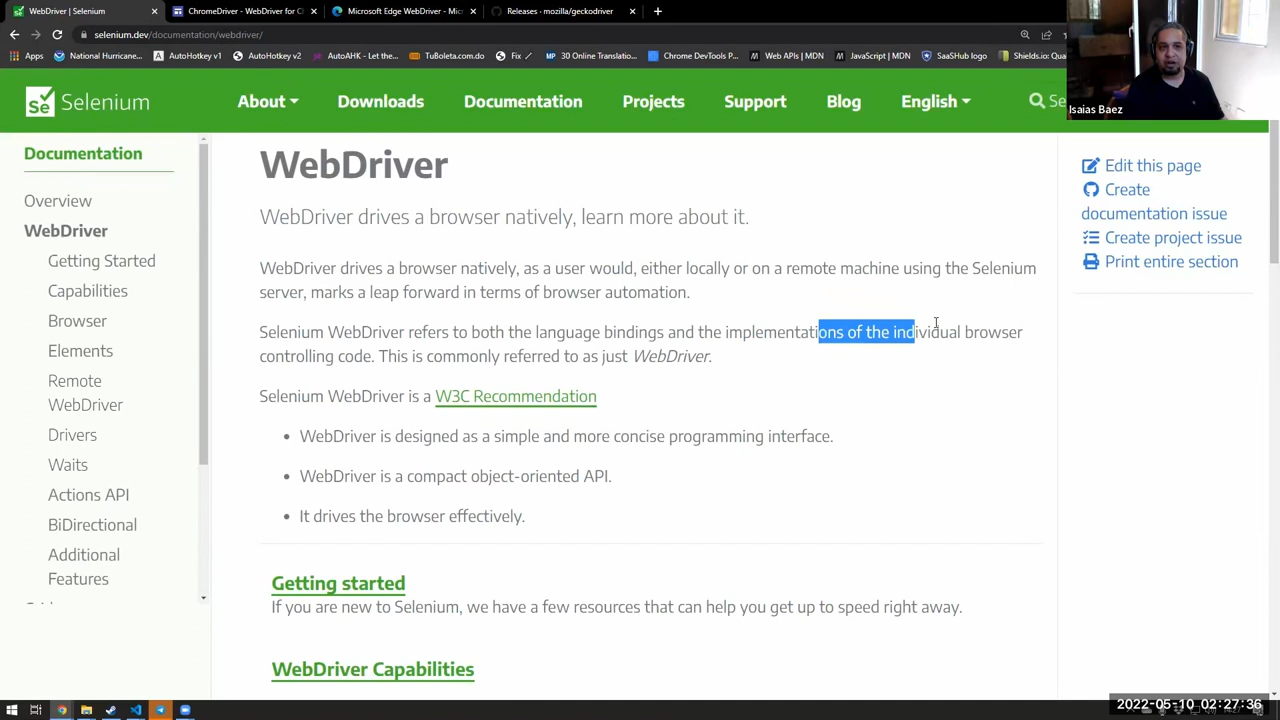 WebDriver | Selenium
ChromeDriver - WebDriver for C
Microsoft Edge WebDriver - Mic
Releases · mozilla/geckodriver
selenium.dev/documentation/webdriver/
Apps
National Hurricane...
AutoHotkey v1
AutoHotkey v2
AutoAHK - Let the...
TuBoleta.com.do
Fix
30 Online Translatio...
Chrome DevTools P...
Web APIs | MDN
JavaScript | MDN
SaaSHub logo
Shields.io: Qua
Isaias Baez
Selenium
About
Downloads
Documentation
Projects
Support
Blog
English
Se
Documentation
Overview
WebDriver
Getting Started
Capabilities
Browser
Elements
Remote
WebDriver
Drivers
Waits
Actions API
BiDirectional
Additional
Features
WebDriver
WebDriver drives a browser natively, learn more about it.
WebDriver drives a browser natively, as a user would, either locally or on a remote machine using the Selenium
server, marks a leap forward in terms of browser automation.
Selenium WebDriver refers to both the language bindings and the implementations of the individual browser
controlling code. This is commonly referred to as just WebDriver.
Selenium WebDriver is a W3C Recommendation
• WebDriver is designed as a simple and more concise programming interface.
• WebDriver is a compact object-oriented API.
• It drives the browser effectively.
Getting started
If you are new to Selenium, we have a few resources that can help you get up to speed right away.
WebDriver Capabilities
Edit this page
Create
documentation issue
Create project issue
Print entire section
2022-05-10 02:27:36